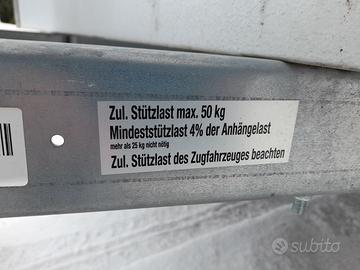 Zul. Stützlast max. 50 kg
Mindeststützlast 4% der Anhängelast
mehr als 25 kg nicht nötig
Zul. Stützlast des Zugfahrzeuges beachten
subito